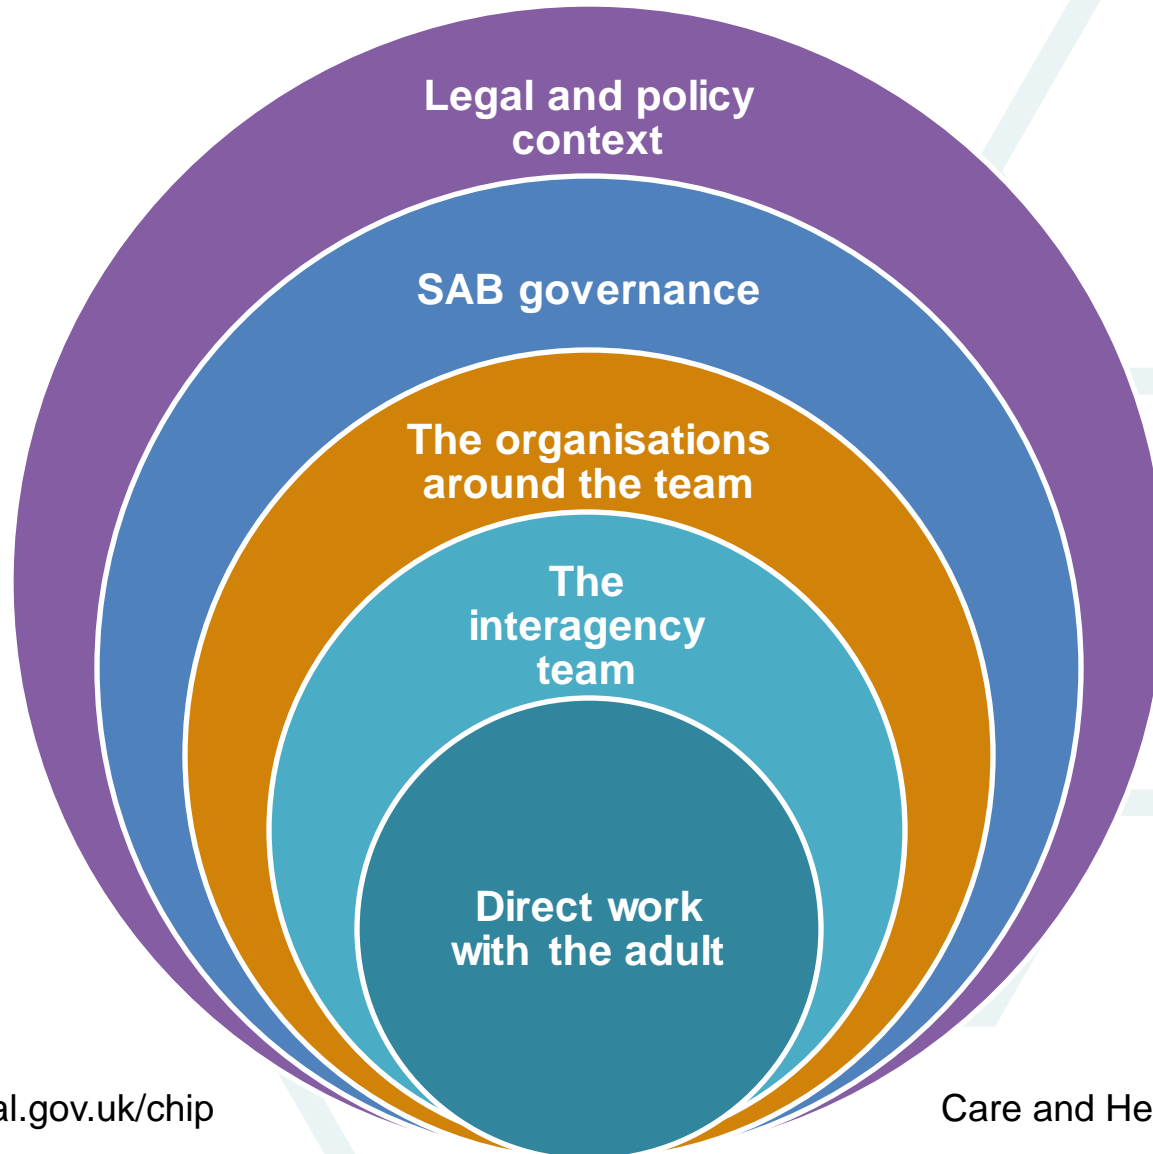 Legal and policy
context
SAB governance
The organisations
around the team
The
interagency
team
Direct work
with the adult
al.gov.uk/chip
Care and He